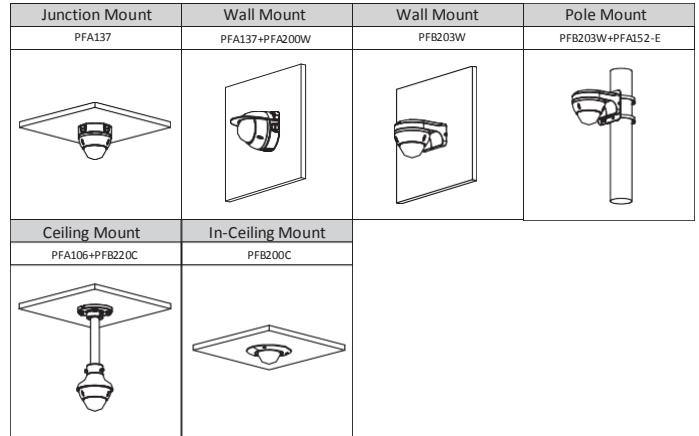 Junction Mount
Wall Mount
Wall Mount
Pole Mount
PFA137
PFA137+PFA200W
PFB203W
PFB203W+PFA152-E
Ceiling Mount
In-Ceiling Mount
PFA106+PFB220C
PFB200C